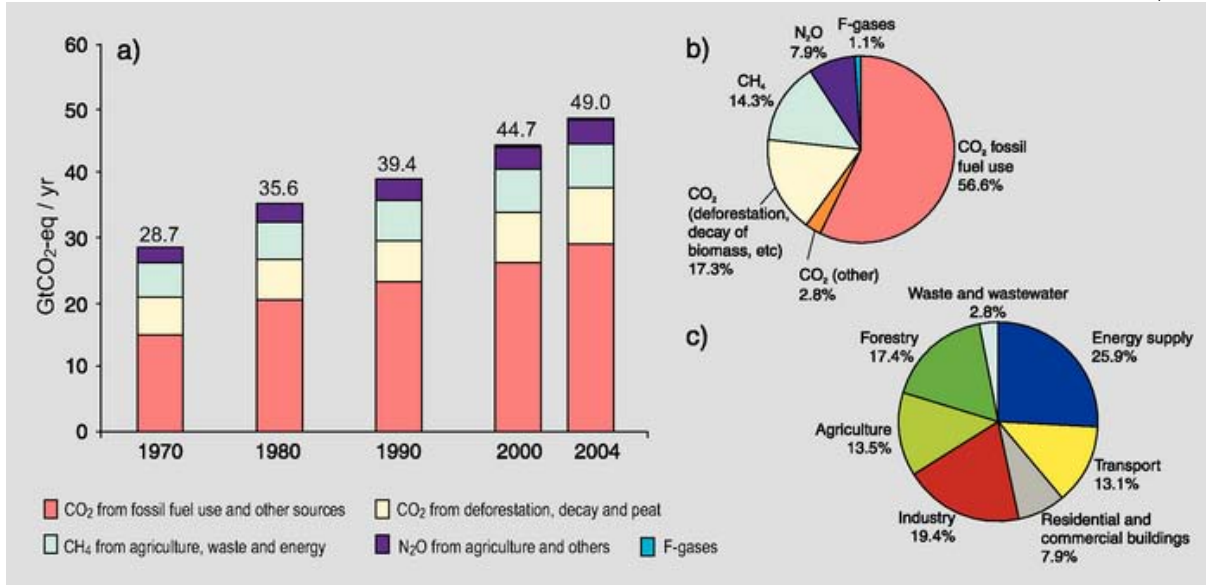 a)
60
50
40
30
20
10
0
GtCO₂-eq / yr
28.7
35.6
39.4
44.7
49.0
1970
1980
1990
2000
2004
CO₂ from fossil fuel use and other sources
CO₂ from deforestation, decay and peat
CH₄ from agriculture, waste and energy
N₂O from agriculture and others
F-gases
b)
F-gases
1.1%
N₂O
7.9%
CH₄
14.3%
CO₂ fossil
fuel use
56.6%
CO₂
(deforestation,
decay of
biomass, etc)
17.3%
CO₂ (other)
2.8%
c)
Waste and wastewater
2.8%
Forestry
17.4%
Energy supply
25.9%
Agriculture
13.5%
Transport
13.1%
Industry
19.4%
Residential and
commercial buildings
7.9%